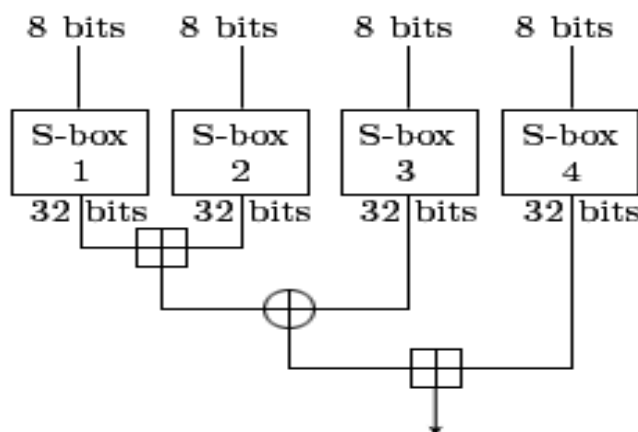 8 bits 8 bits 8 bits 8 bits
S-box S-box S-box S-box
1 2 3 4
32 bits 32 bits 32 bits 32 bits